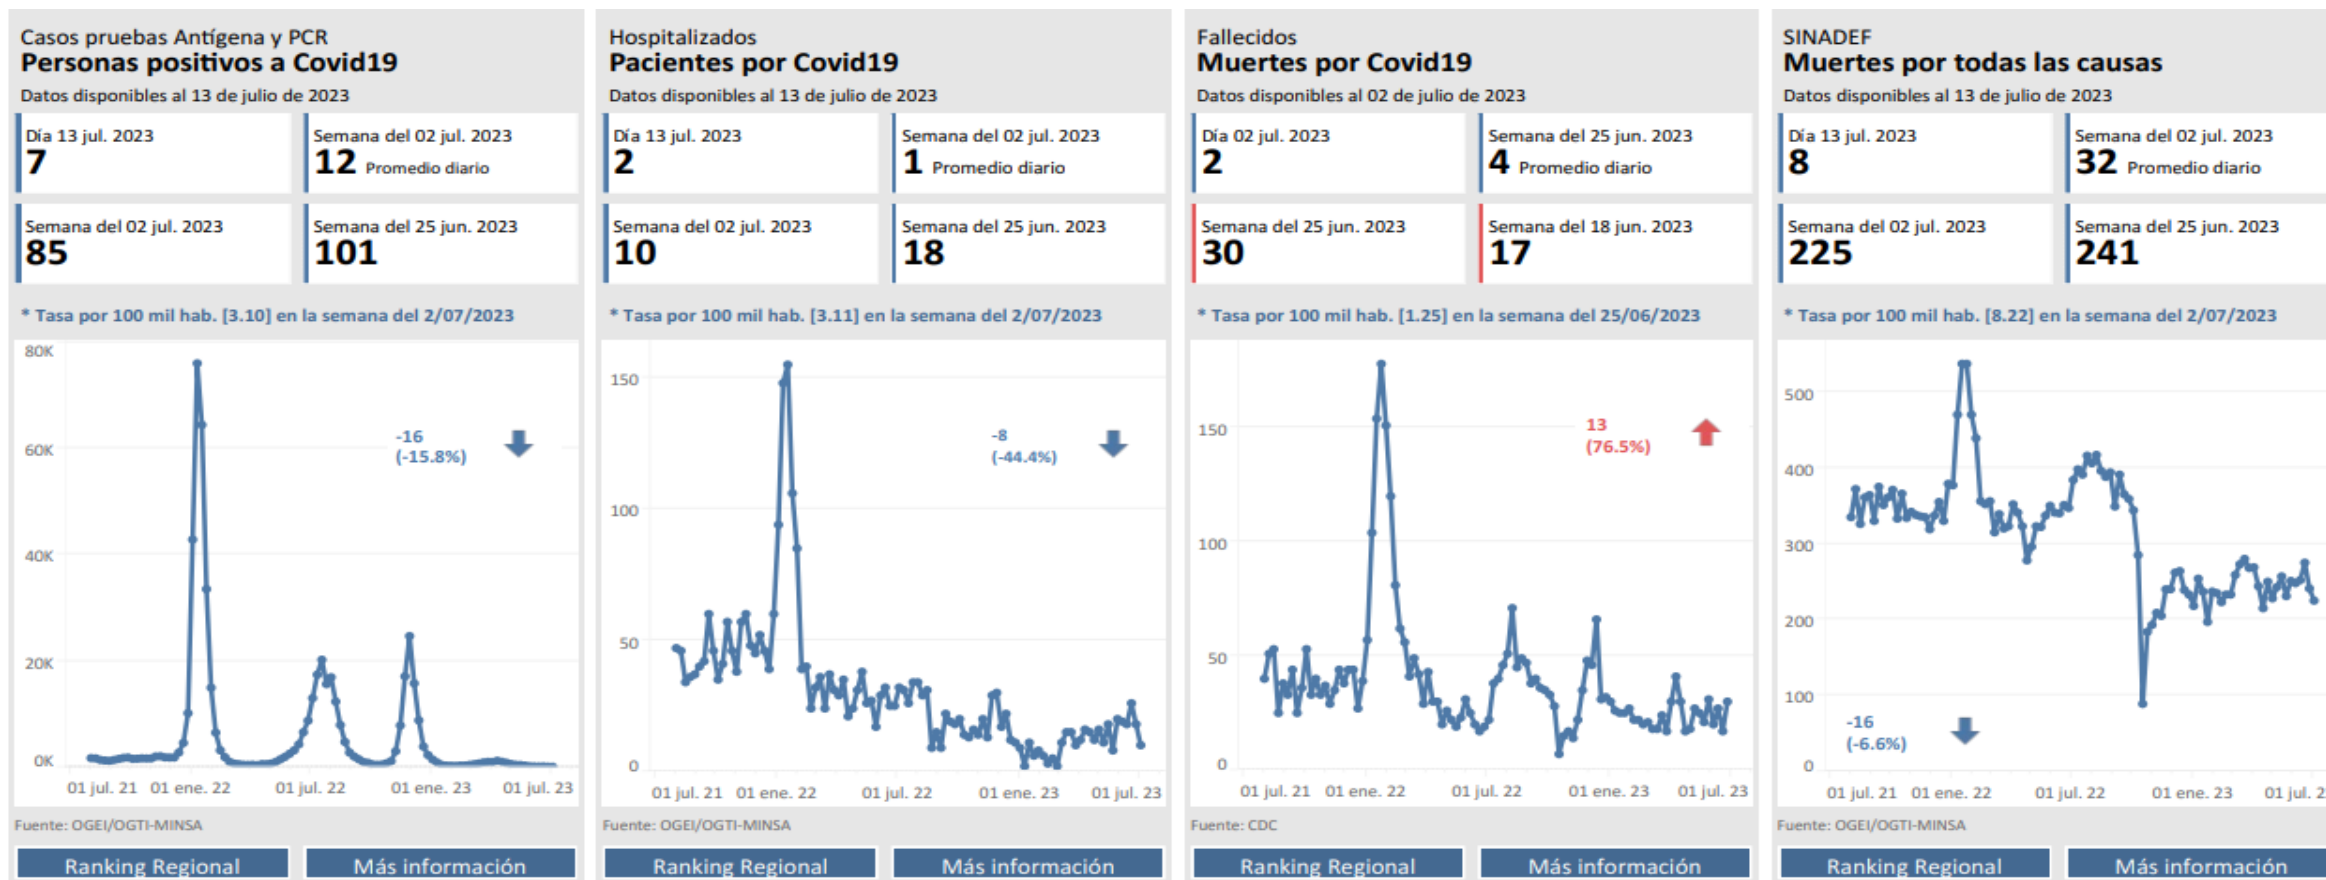 Casos pruebas Antígena y PCR
Personas positivos a Covid19
Datos disponibles al 13 de julio de 2023
Día 13 jul. 2023
7
Semana del 02 jul. 2023
12 Promedio diario
Semana del 02 jul. 2023
85
Semana del 25 jun. 2023
101
* Tasa por 100 mil hab. [3.10] en la semana del 2/07/2023
80K
60K
40K
20K
0K
-16
(-15.8%)
01 jul. 21 01 ene. 22 01 jul. 22 01 ene. 23 01 jul. 23
Fuente: OGEI/OGTI-MINSA
Ranking Regional
Más información
Hospitalizados
Pacientes por Covid19
Datos disponibles al 13 de julio de 2023
Día 13 jul. 2023
2
Semana del 02 jul. 2023
1 Promedio diario
Semana del 02 jul. 2023
10
Semana del 25 jun. 2023
18
* Tasa por 100 mil hab. [3.11] en la semana del 2/07/2023
150
100
50
0
-8
(-44.4%)
01 jul. 21 01 ene. 22 01 jul. 22 01 ene. 23 01 jul. 23
Fuente: OGEI/OGTI-MINSA
Ranking Regional
Más información
Fallecidos
Muertes por Covid19
Datos disponibles al 02 de julio de 2023
Día 02 jul. 2023
2
Semana del 25 jun. 2023
4 Promedio diario
Semana del 25 jun. 2023
30
Semana del 18 jun. 2023
17
* Tasa por 100 mil hab. [1.25] en la semana del 25/06/2023
150
100
50
0
13
(76.5%)
01 jul. 21 01 ene. 22 01 jul. 22 01 ene. 23 01 jul. 23
Fuente: CDC
Ranking Regional
Más información
SINADEF
Muertes por todas las causas
Datos disponibles al 13 de julio de 2023
Día 13 jul. 2023
8
Semana del 02 jul. 2023
32 Promedio diario
Semana del 02 jul. 2023
225
Semana del 25 jun. 2023
241
* Tasa por 100 mil hab. [8.22] en la semana del 2/07/2023
500
400
300
200
100
0
-16
(-6.6%)
01 jul. 21 01 ene. 22 01 jul. 22 01 ene. 23 01 jul. 2
Fuente: OGEI/OGTI-MINSA
Ranking Regional
Más información